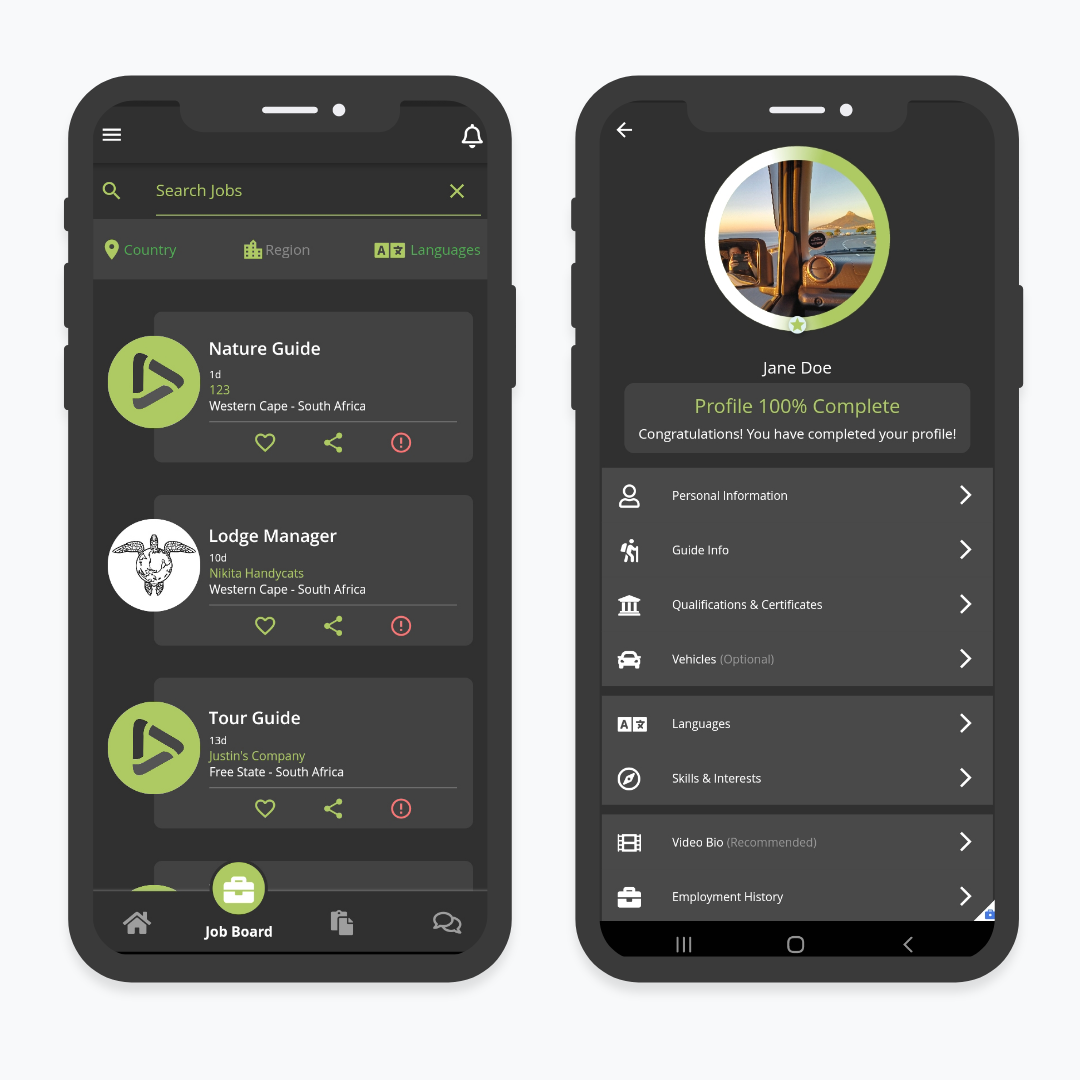 Search Jobs
Country
Region
A
Languages
Nature Guide
1d
123
Western Cape - South Africa
Lodge Manager
10d
Nikita Handycats
Western Cape - South Africa
Tour Guide
13d
Justin's Company
Free State - South Africa
Job Board
Jane Doe
Profile 100% Complete
Congratulations! You have completed your profile!
Personal Information
Guide Info
Qualifications & Certificates
Vehicles (Optional)
A
Languages
Skills & Interests
Video Bio (Recommended)
Employment History